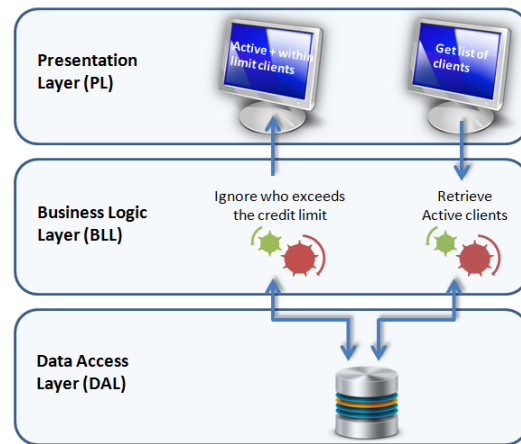 Presentation
Layer (PL)
Active + within
limit clients
Get list of
clients
Business Logic
Layer (BLL)
Ignore who exceeds
the credit limit
Retrieve
Active clients
Data Access
Layer (DAL)